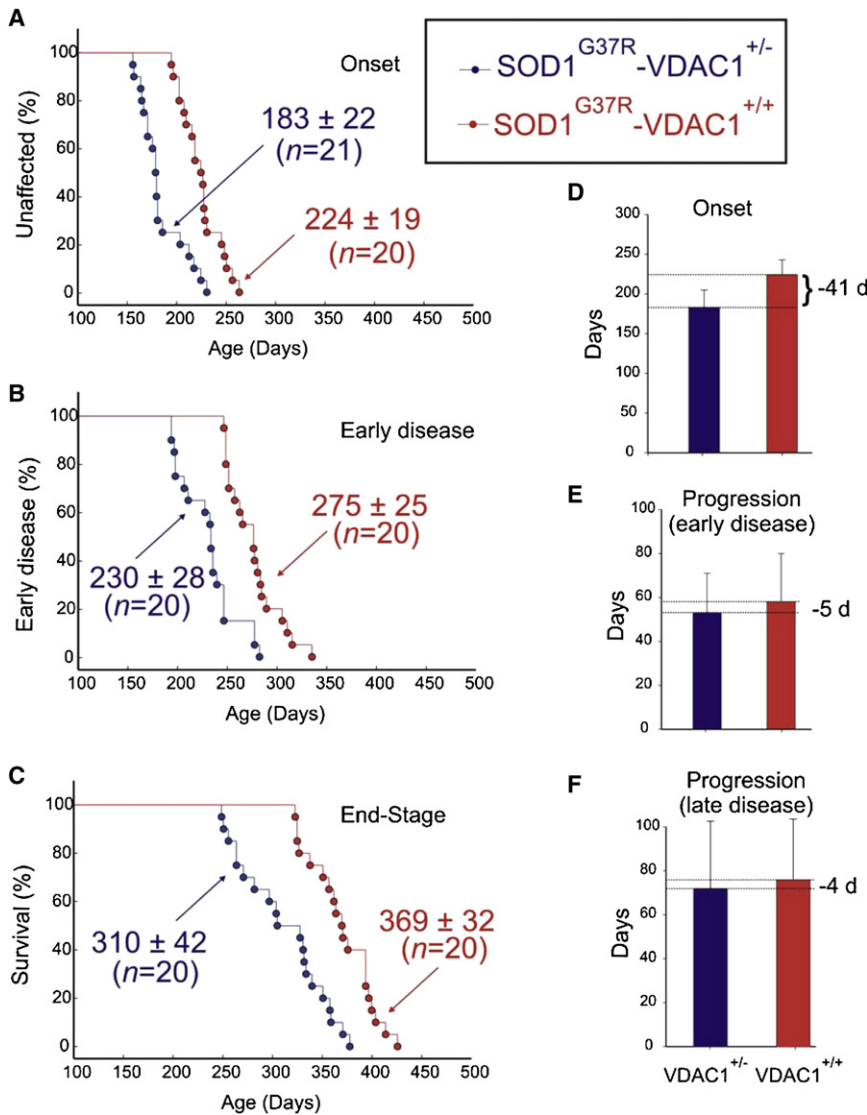 A
Onset
Unaffected (%)
100
80
60
40
20
0
183 ± 22
(n=21)
224 ± 19
(n=20)
100 150 200 250 300 350 400 450 500
Age (Days)
SOD1^G37R-VDAC1^+/-
SOD1^G37R-VDAC1^+/+
B
Early disease
Early disease (%)
100
80
60
40
20
0
230 ± 28
(n=20)
275 ± 25
(n=20)
100 150 200 250 300 350 400 450 500
Age (Days)
C
End-Stage
Survival (%)
100
80
60
40
20
0
310 ± 42
(n=20)
369 ± 32
(n=20)
100 150 200 250 300 350 400 450 500
Age (Days)
D
Onset
Days
300
250
200
150
100
50
0
-41 d
E
Progression
(early disease)
Days
100
80
60
40
20
0
-5 d
F
Progression
(late disease)
Days
100
80
60
40
20
0
-4 d
VDAC1^+/- VDAC1^+/+